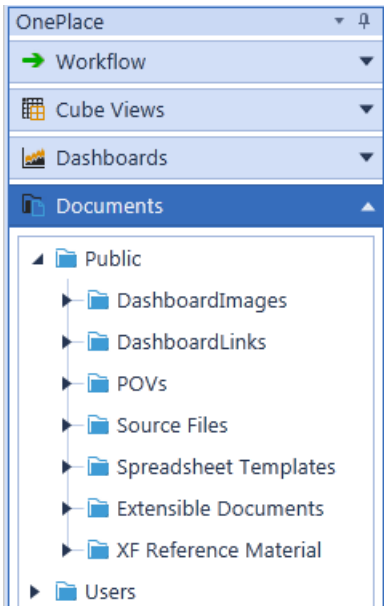 OnePlace
Workflow
Cube Views
Dashboards
Documents
Public
DashboardImages
DashboardLinks
POVs
Source Files
Spreadsheet Templates
Extensible Documents
XF Reference Material
Users